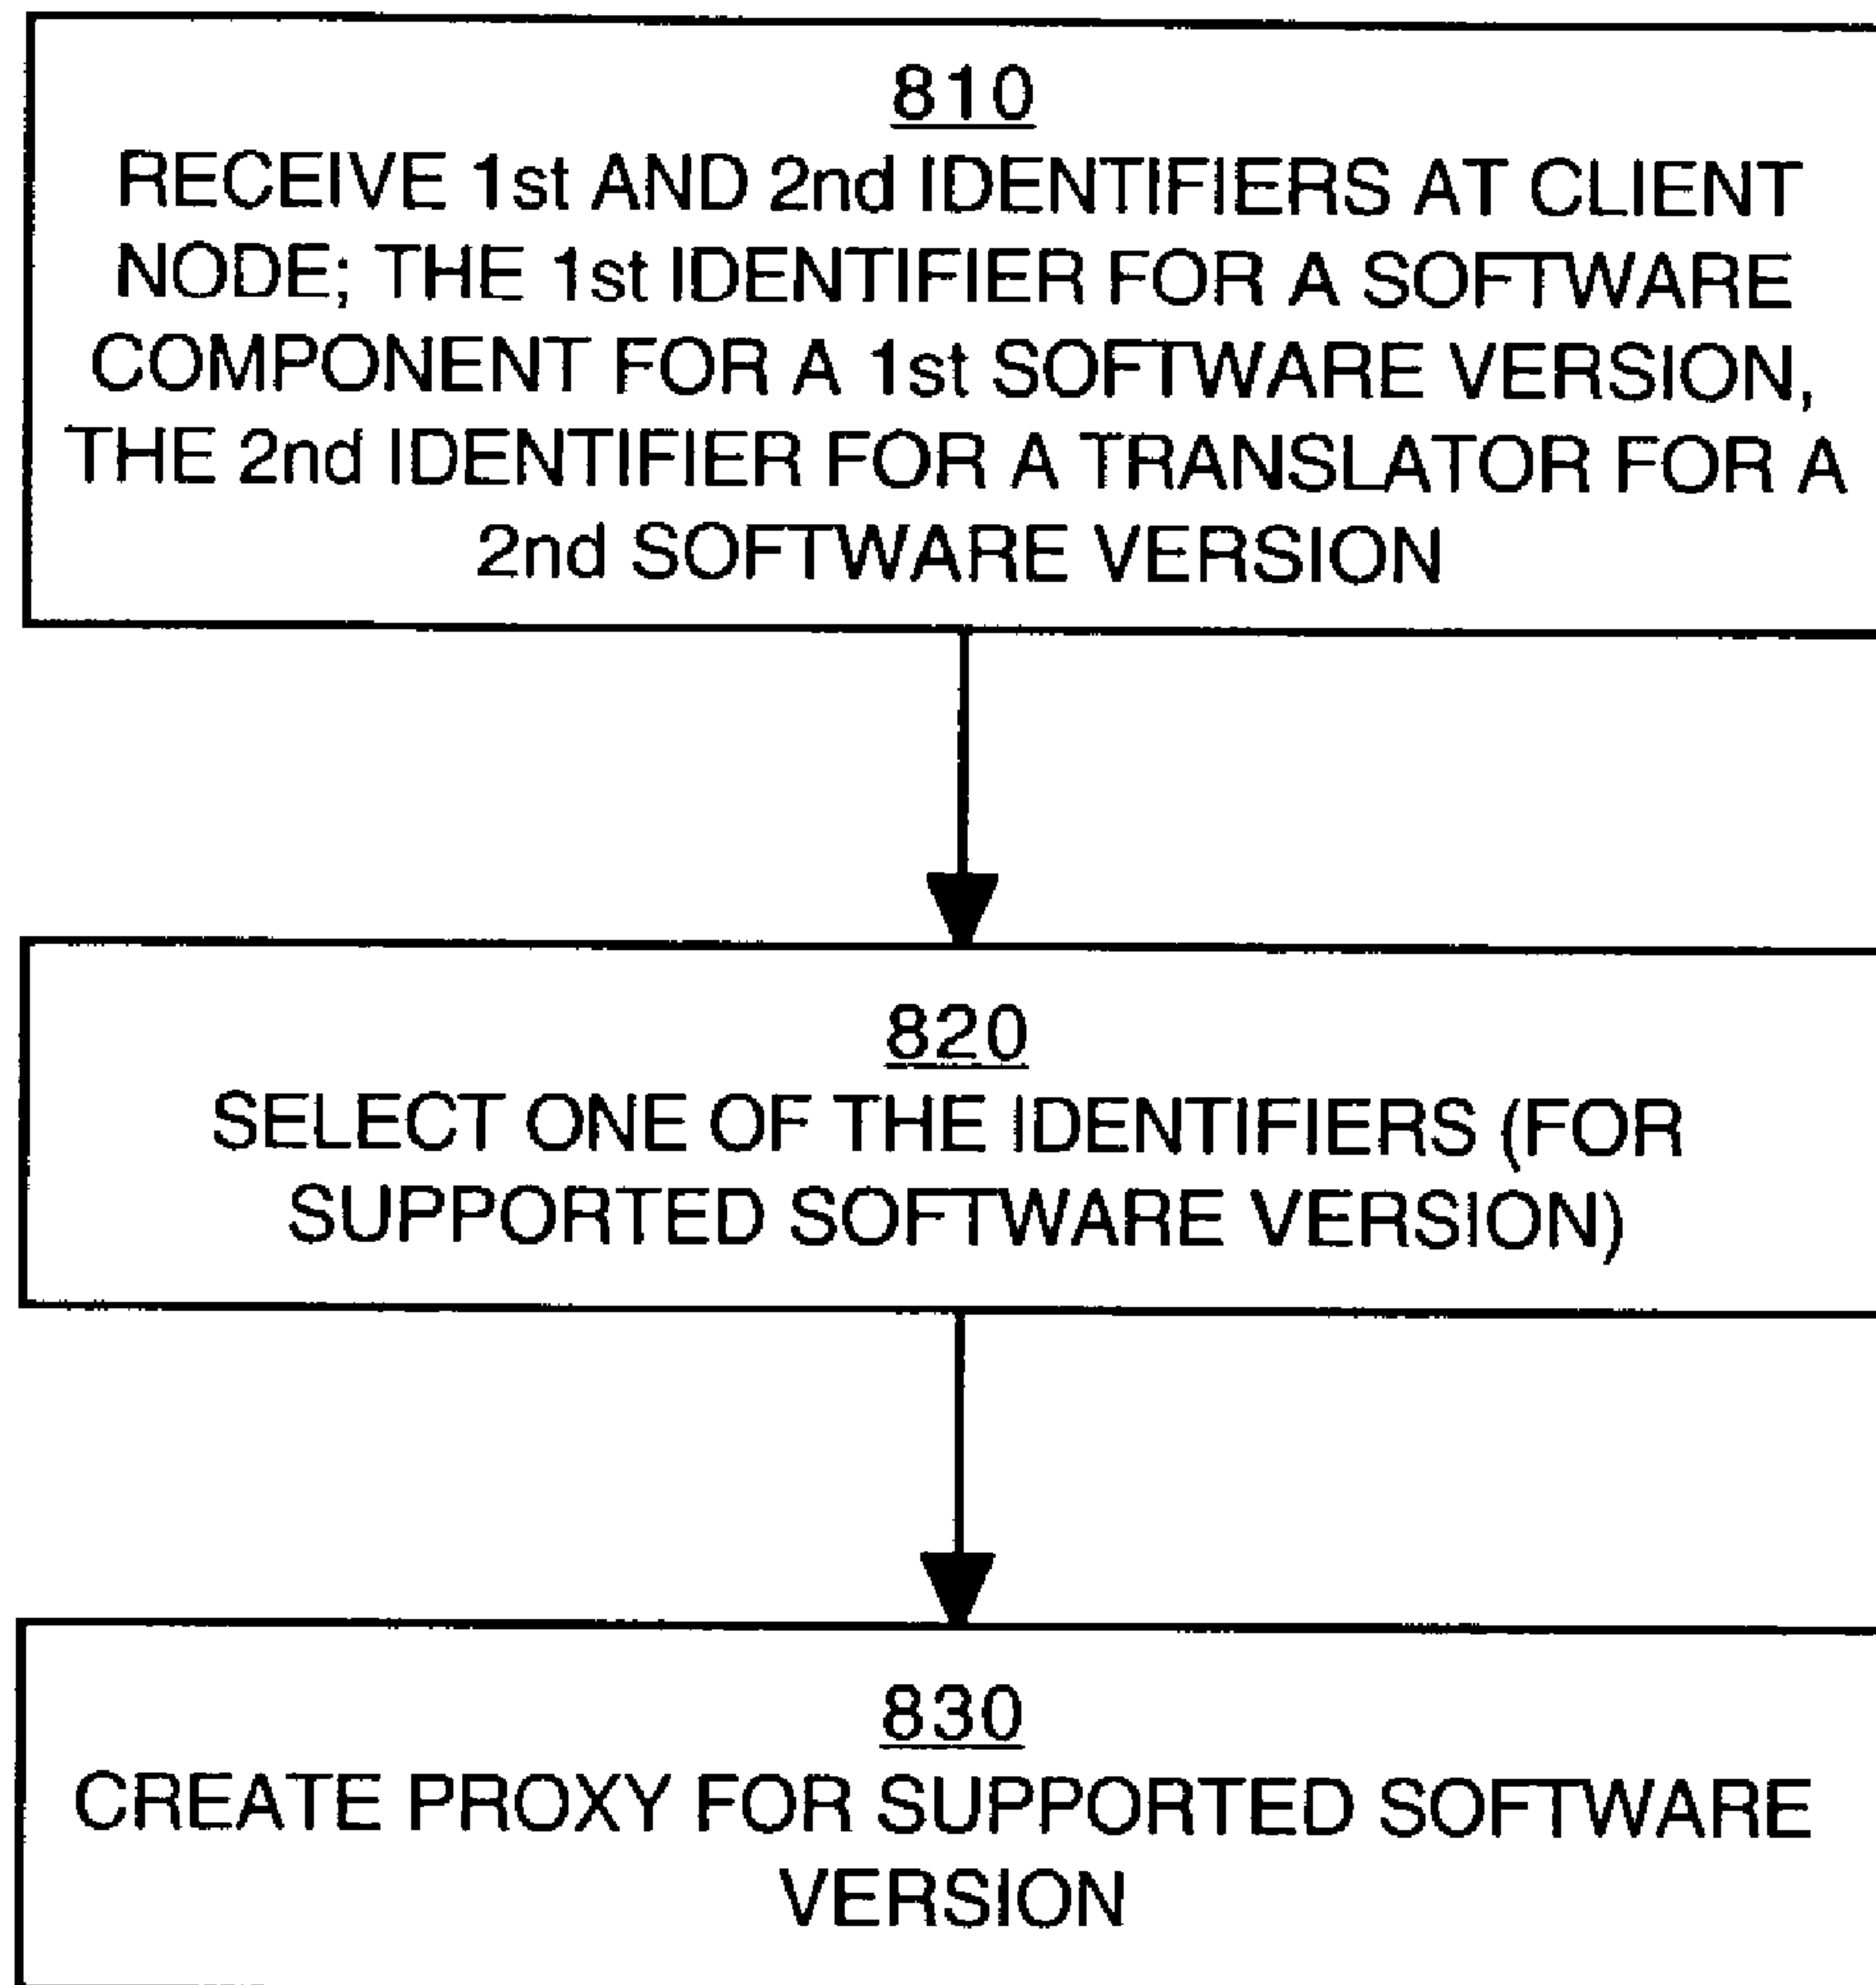 810
RECEIVE 1st AND 2nd IDENTIFIERS AT CLIENT
NODE; THE 1st IDENTIFIER FOR A SOFTWARE
COMPONENT FOR A 1st SOFTWARE VERSION,
THE 2nd IDENTIFIER FOR A TRANSLATOR FOR A
2nd SOFTWARE VERSION
820
SELECT ONE OF THE IDENTIFIERS (FOR
SUPPORTED SOFTWARE VERSION)
830
CREATE PROXY FOR SUPPORTED SOFTWARE
VERSION